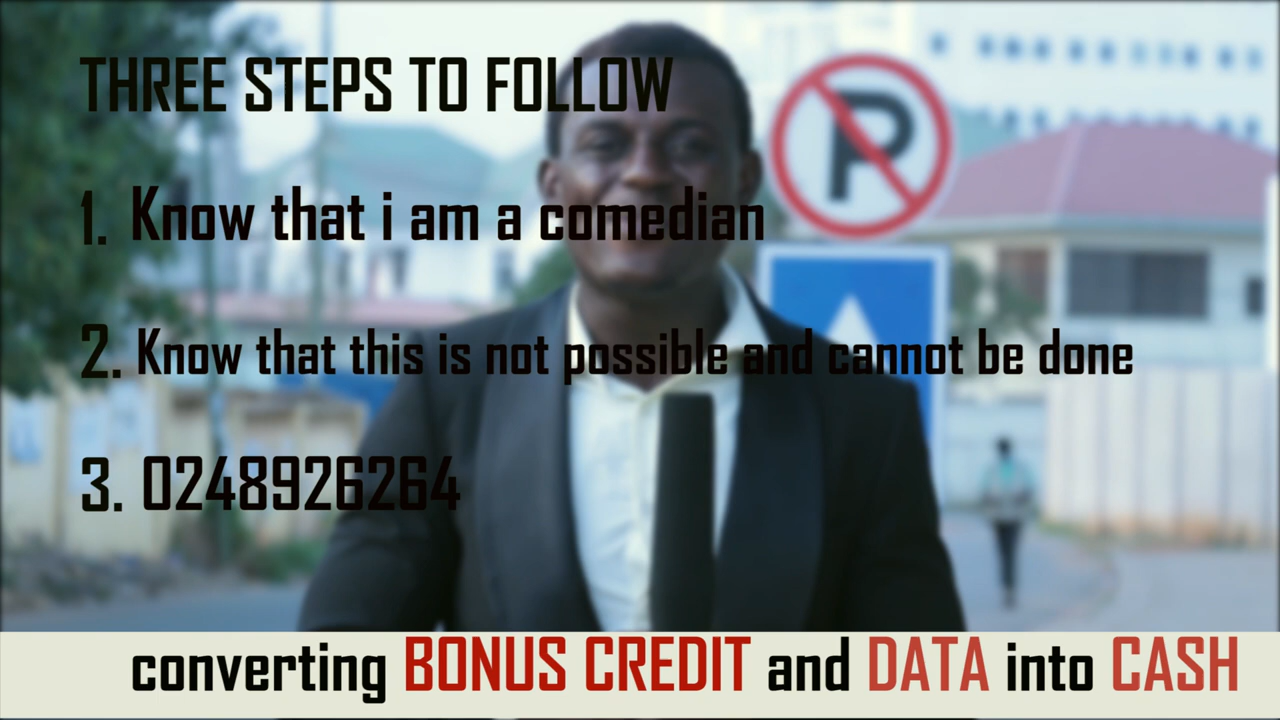 THREE STEPS TO FOLLOW
1. Know that i am a comedian
P
2. Know that this is not possible and cannot be done
3. 0248926264
converting BONUS CREDIT and DATA into CASH